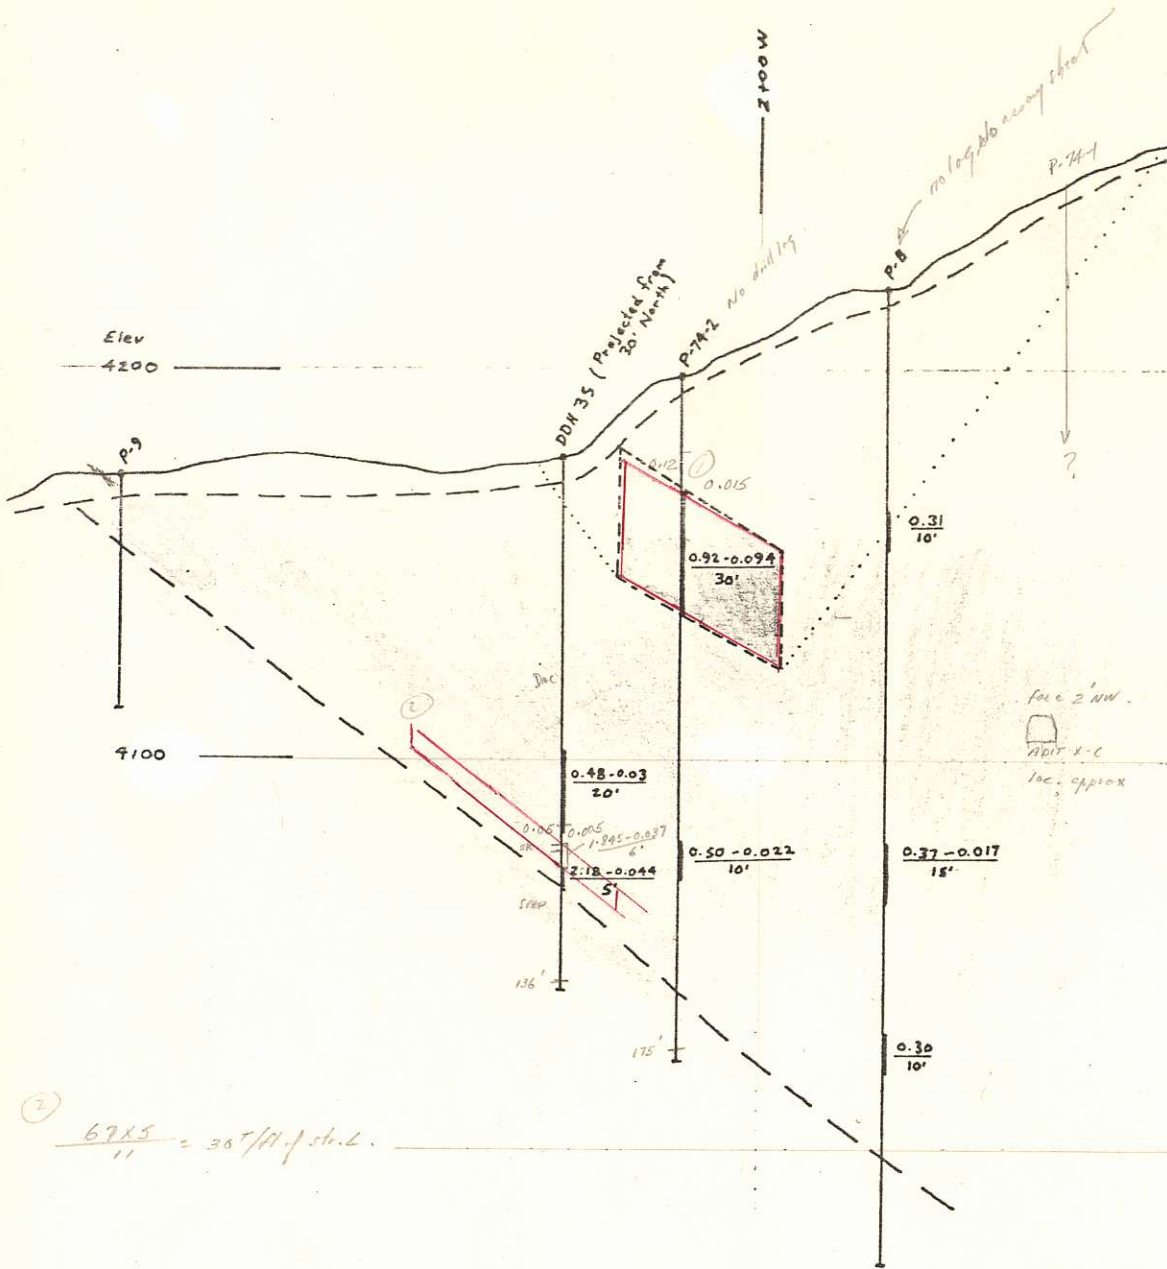 2+00W
no log, No assay sheet
P-74-1
P-8
DDH 35 (Projected from
30' North)
P-74-2 No drill log
Elev
4200
P-9
?
0.12
①
0.015
0.31
10'
0.92-0.094
30'
②
face 2' NW.
ADIT X-C
loc. approx
4100
0.48-0.03
20'
0.05
0.005
1.845-0.037
6'
2.18-0.044
5'
0.50-0.022
10'
0.37-0.017
15'
136'
175'
0.30
10'
②
67X5
11
= 30 T/ft. of str. L.